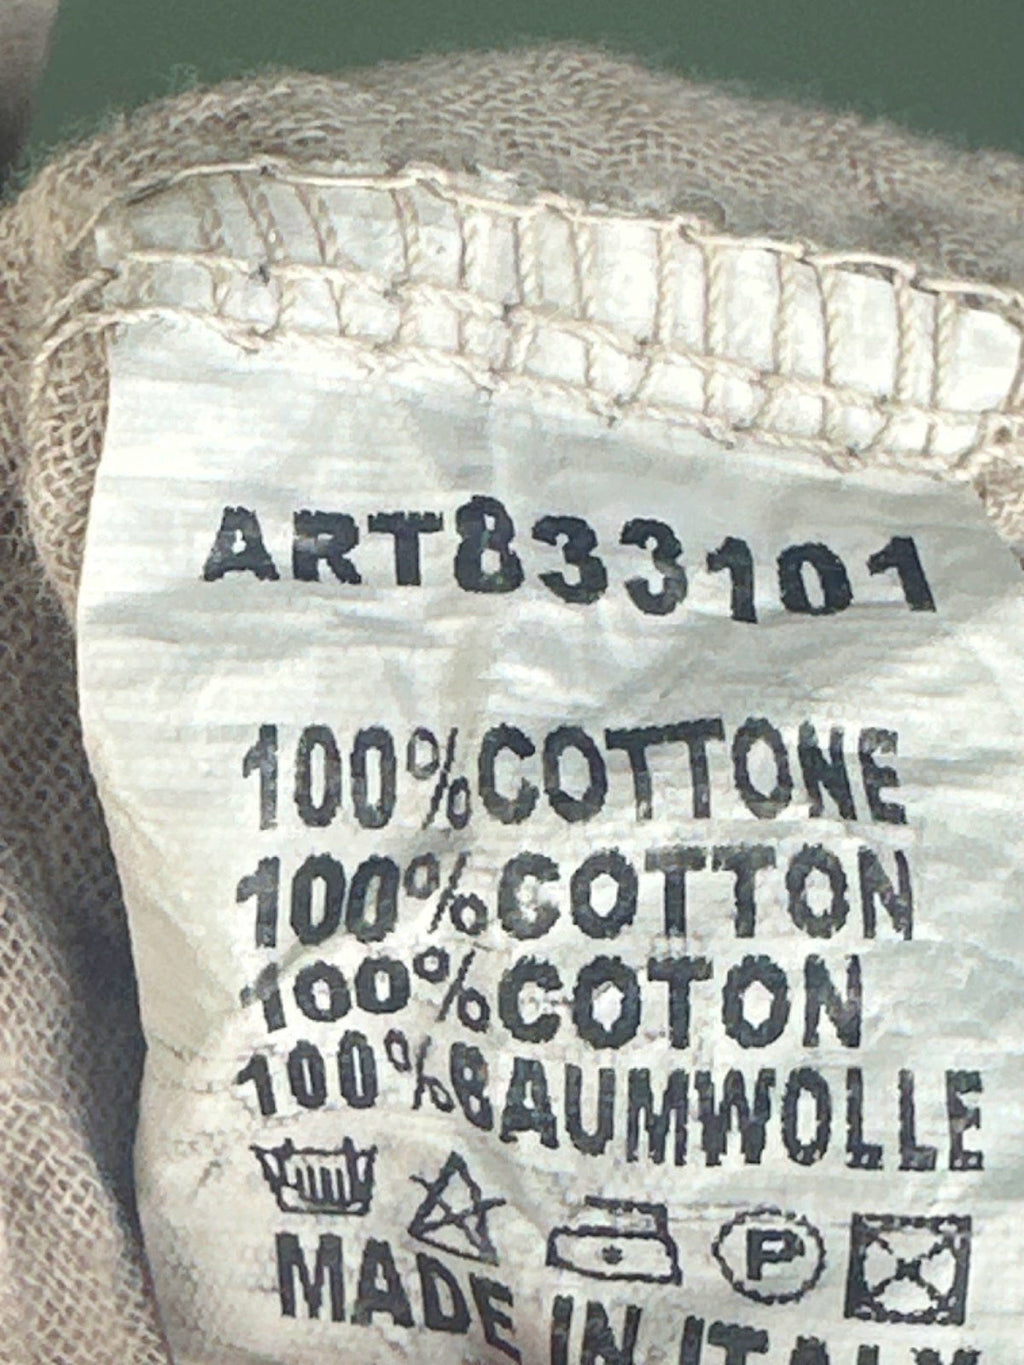 ART833101
100%COTTONE
100%COTTON
100%COTON
100%BAUMWOLLE
P
MADE IN ITALY